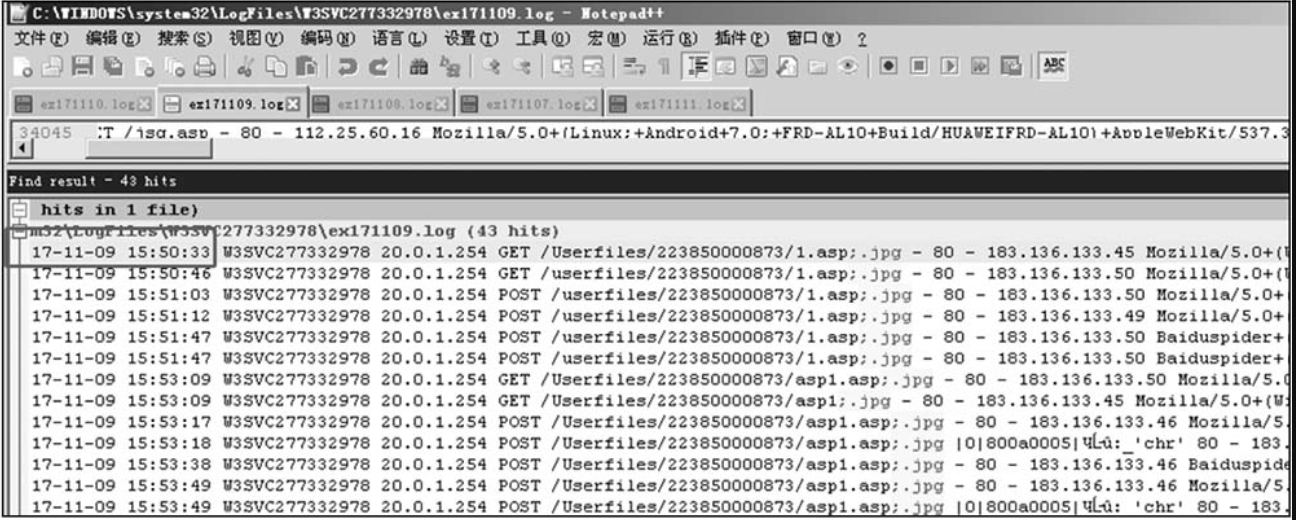 C:\WINDOWS\system32\LogFiles\W3SVC277332978\ex171109.log - Notepad++
文件(F) 编辑(E) 搜索(S) 视图(V) 编码(N) 语言(L) 设置(T) 工具(O) 宏(M) 运行(R) 插件(P) 窗口(W) ?
ABC
ex171110.log ex171109.log ex171108.log ex171107.log ex171111.log
34045 :T /jsq.asp - 80 - 112.25.60.16 Mozilla/5.0+(Linux;+Android+7.0;+FRD-AL10+Build/HUAWEIFRD-AL10)+AppleWebKit/537.3
Find result - 43 hits
hits in 1 file)
m32\LogFiles\W3SVC277332978\ex171109.log (43 hits)
17-11-09 15:50:33 W3SVC277332978 20.0.1.254 GET /Userfiles/223850000873/1.asp;.jpg - 80 - 183.136.133.45 Mozilla/5.0+(
17-11-09 15:50:46 W3SVC277332978 20.0.1.254 GET /Userfiles/223850000873/1.asp;.jpg - 80 - 183.136.133.50 Mozilla/5.0+(
17-11-09 15:51:03 W3SVC277332978 20.0.1.254 POST /userfiles/223850000873/1.asp;.jpg - 80 - 183.136.133.50 Mozilla/5.0+
17-11-09 15:51:12 W3SVC277332978 20.0.1.254 POST /userfiles/223850000873/1.asp;.jpg - 80 - 183.136.133.49 Mozilla/5.0+
17-11-09 15:51:47 W3SVC277332978 20.0.1.254 POST /userfiles/223850000873/1.asp;.jpg - 80 - 183.136.133.50 Baiduspider+
17-11-09 15:51:47 W3SVC277332978 20.0.1.254 POST /userfiles/223850000873/1.asp;.jpg - 80 - 183.136.133.50 Baiduspider+
17-11-09 15:53:09 W3SVC277332978 20.0.1.254 GET /Userfiles/223850000873/asp1.asp;.jpg - 80 - 183.136.133.50 Mozilla/5.0
17-11-09 15:53:09 W3SVC277332978 20.0.1.254 GET /Userfiles/223850000873/asp1;.jpg - 80 - 183.136.133.45 Mozilla/5.0+(Wi
17-11-09 15:53:17 W3SVC277332978 20.0.1.254 POST /Userfiles/223850000873/asp1.asp;.jpg - 80 - 183.136.133.46 Mozilla/5.
17-11-09 15:53:18 W3SVC277332978 20.0.1.254 POST /Userfiles/223850000873/asp1.asp;.jpg |0|800a0005| 'chr' 80 - 183.
17-11-09 15:53:38 W3SVC277332978 20.0.1.254 POST /Userfiles/223850000873/asp1.asp;.jpg - 80 - 183.136.133.46 Baiduspide
17-11-09 15:53:49 W3SVC277332978 20.0.1.254 POST /Userfiles/223850000873/asp1.asp;.jpg - 80 - 183.136.133.46 Mozilla/5.
17-11-09 15:53:49 W3SVC277332978 20.0.1.254 POST /Userfiles/223850000873/asp1.asp;.jpg |0|800a0005| 'chr' 80 - 183.